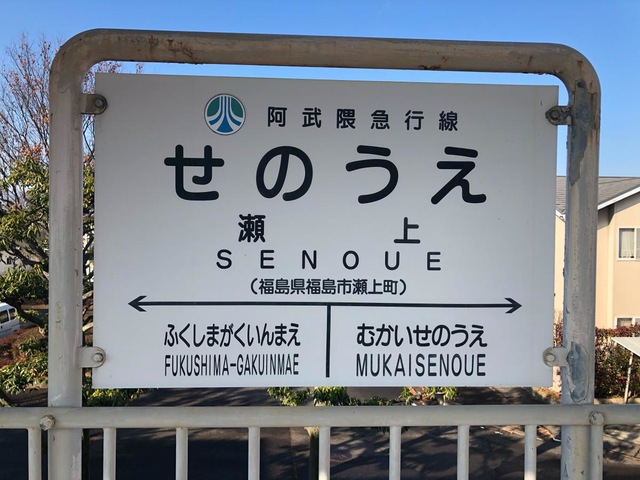 阿武隈急行線
せのうえ
瀬上
SENOUE
（福島県福島市瀬上町）
ふくしまがくいんまえ むかいせのうえ
FUKUSHIMA-GAKUINMAE MUKAISENOUE